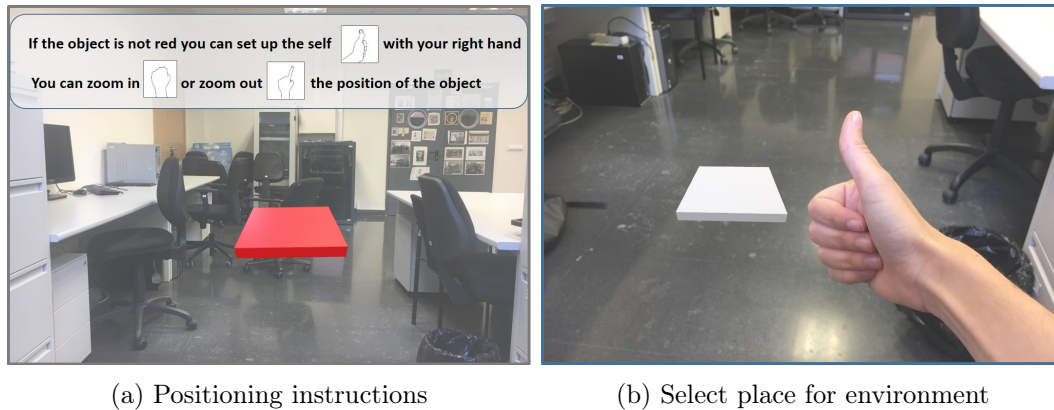 If the object is not red you can set up the self with your right hand
You can zoom in or zoom out the position of the object
(a) Positioning instructions
(b) Select place for environment